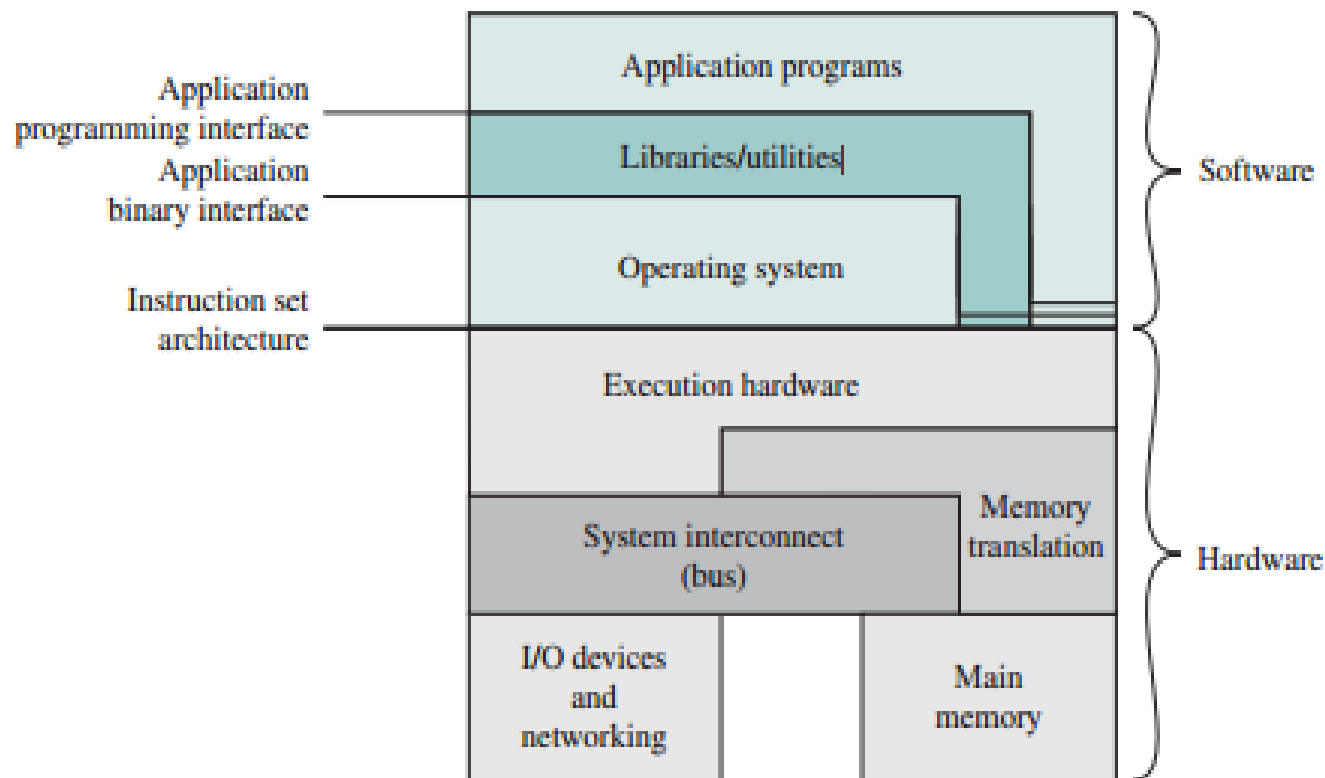 Application programs
Application
programming interface
Libraries/utilities
Application
binary interface
Software
Operating system
Instruction set
architecture
Execution hardware
Memory
translation
System interconnect
(bus)
Hardware
I/O devices
and
networking
Main
memory